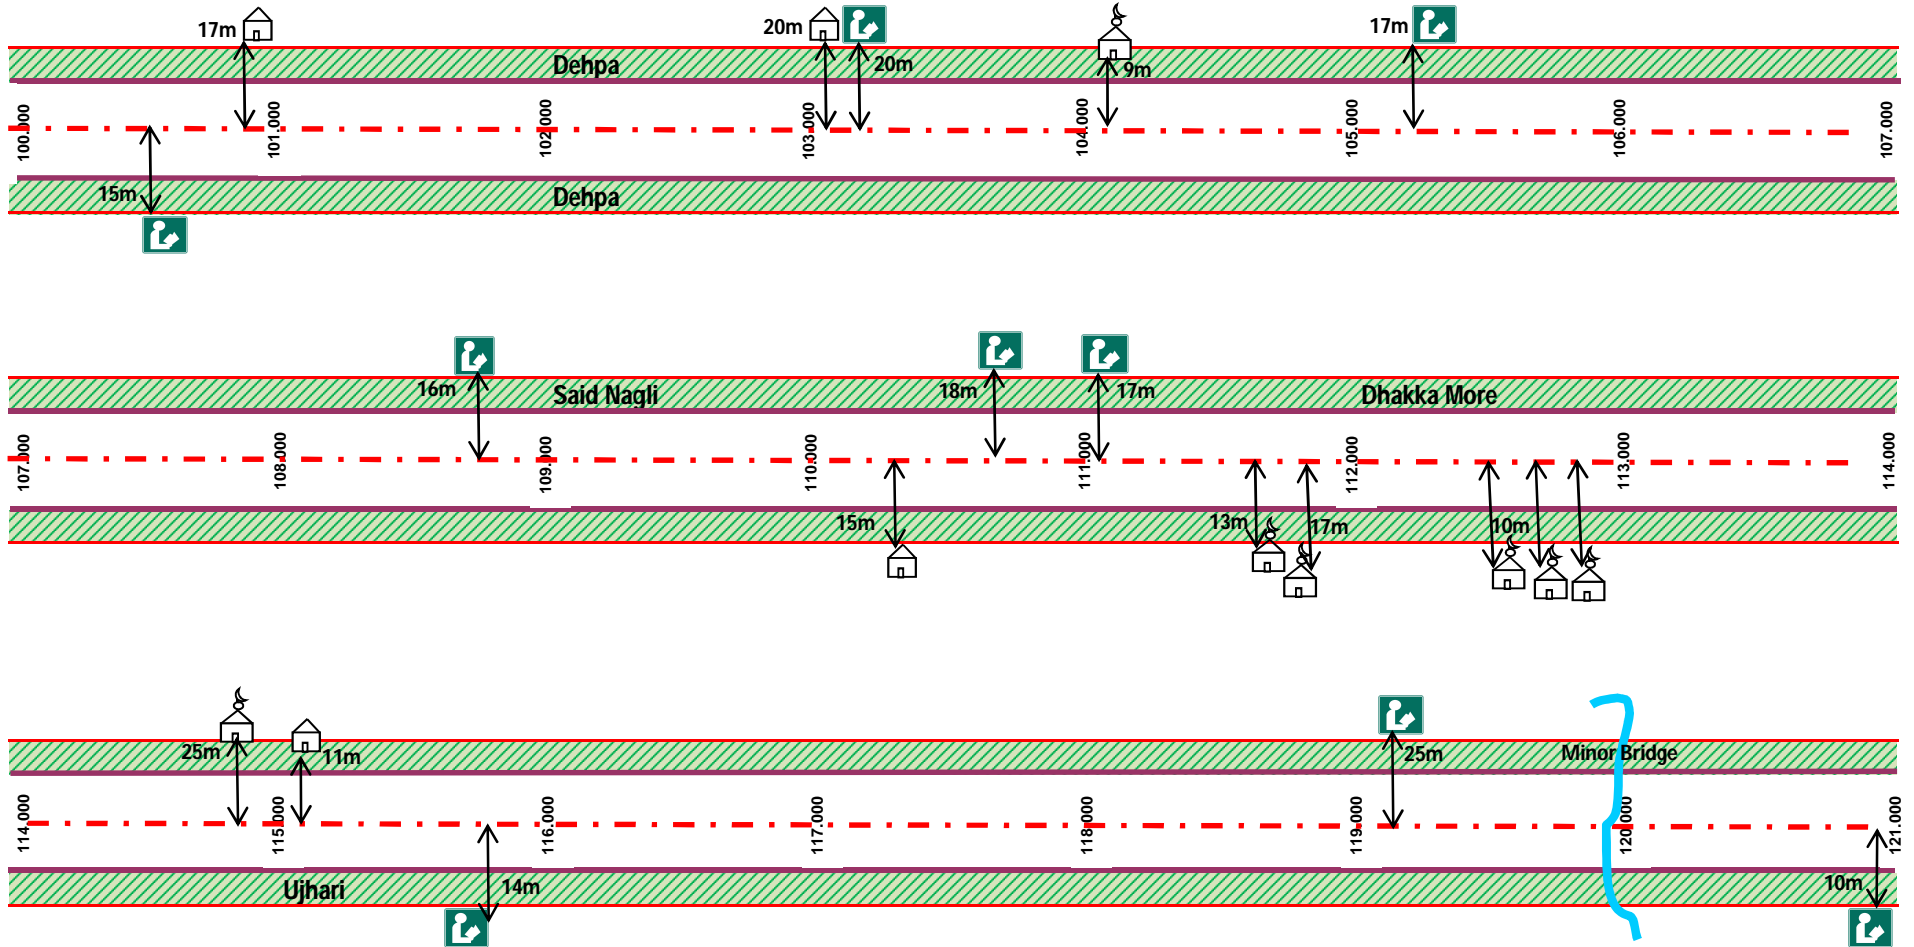 17m
20m
17m
Dehpa
20m
9m
100.000
101.000
102.000
103.000
104.000
105.000
106.000
107.000
15m
Dehpa
16m
Said Nagli
18m
17m
Dhakka More
107.000
108.000
109.000
110.000
111.000
112.000
113.000
114.000
15m
13m
17m
10m
25m
11m
25m
Minor Bridge
114.000
115.000
116.000
117.000
118.000
119.000
120.000
121.000
Ujhari
14m
10m